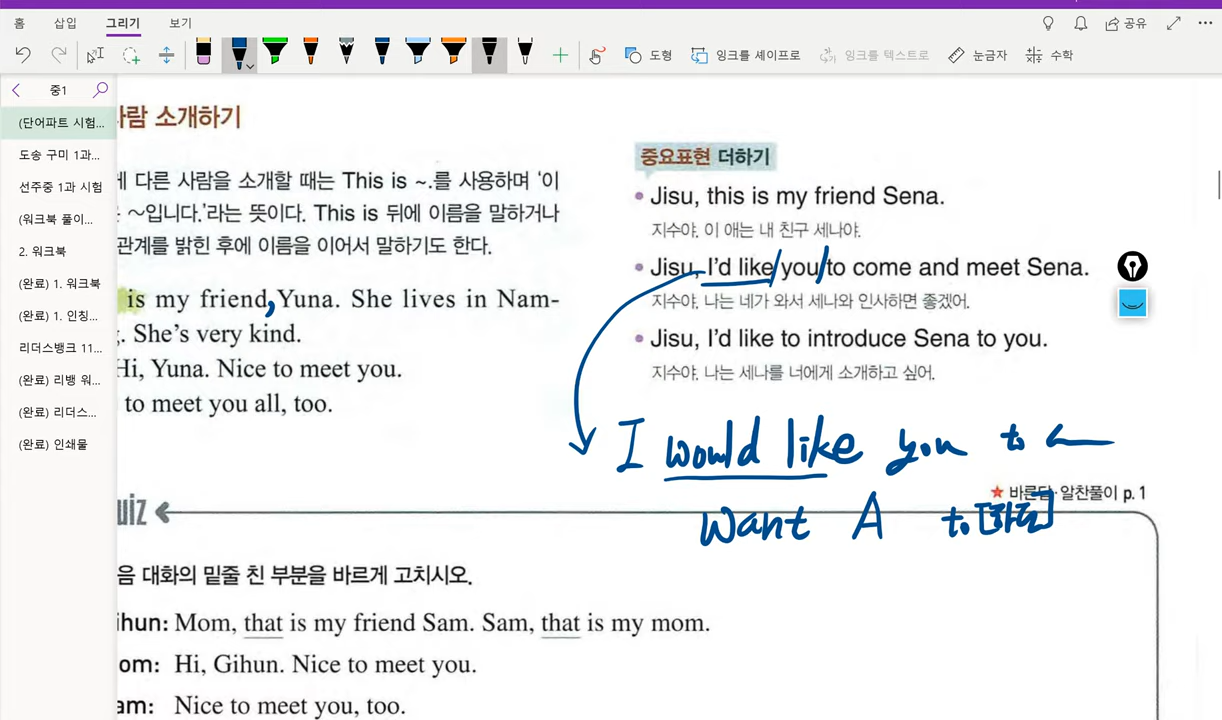 홈 삽입 그리기 보기
공유
도형 잉크를 셰이프로 잉크를 텍스트로 눈금자 수학
중1
(단어파트 시험...
도송 구미 1과...
선주중 1과 시험
(워크북 풀이...
2. 워크북
(완료) 1. 워크북
(완료) 1. 인칭...
리더스뱅크 11...
(완료) 리뱅 워...
(완료) 리더스...
(완료) 인쇄물
사람 소개하기
게 다른 사람을 소개할 때는 This is ~.를 사용하며 '이
~입니다.'라는 뜻이다. This is 뒤에 이름을 말하거나
관계를 밝힌 후에 이름을 이어서 말하기도 한다.
is my friend, Yuna. She lives in Nam-
. She's very kind.
Hi, Yuna. Nice to meet you.
to meet you all, too.
중요표현 더하기
• Jisu, this is my friend Sena.
지수야, 이 애는 내 친구 세나야.
• Jisu, I'd like/you/to come and meet Sena.
지수야, 나는 네가 와서 세나와 인사하면 좋겠어.
• Jisu, I'd like to introduce Sena to you.
지수야, 나는 세나를 너에게 소개하고 싶어.
I would like you to
★ 바른답·알찬풀이 p. 1
want A to
uiz
음 대화의 밑줄 친 부분을 바르게 고치시오.
ihun: Mom, that is my friend Sam. Sam, that is my mom.
om: Hi, Gihun. Nice to meet you.
am: Nice to meet you, too.